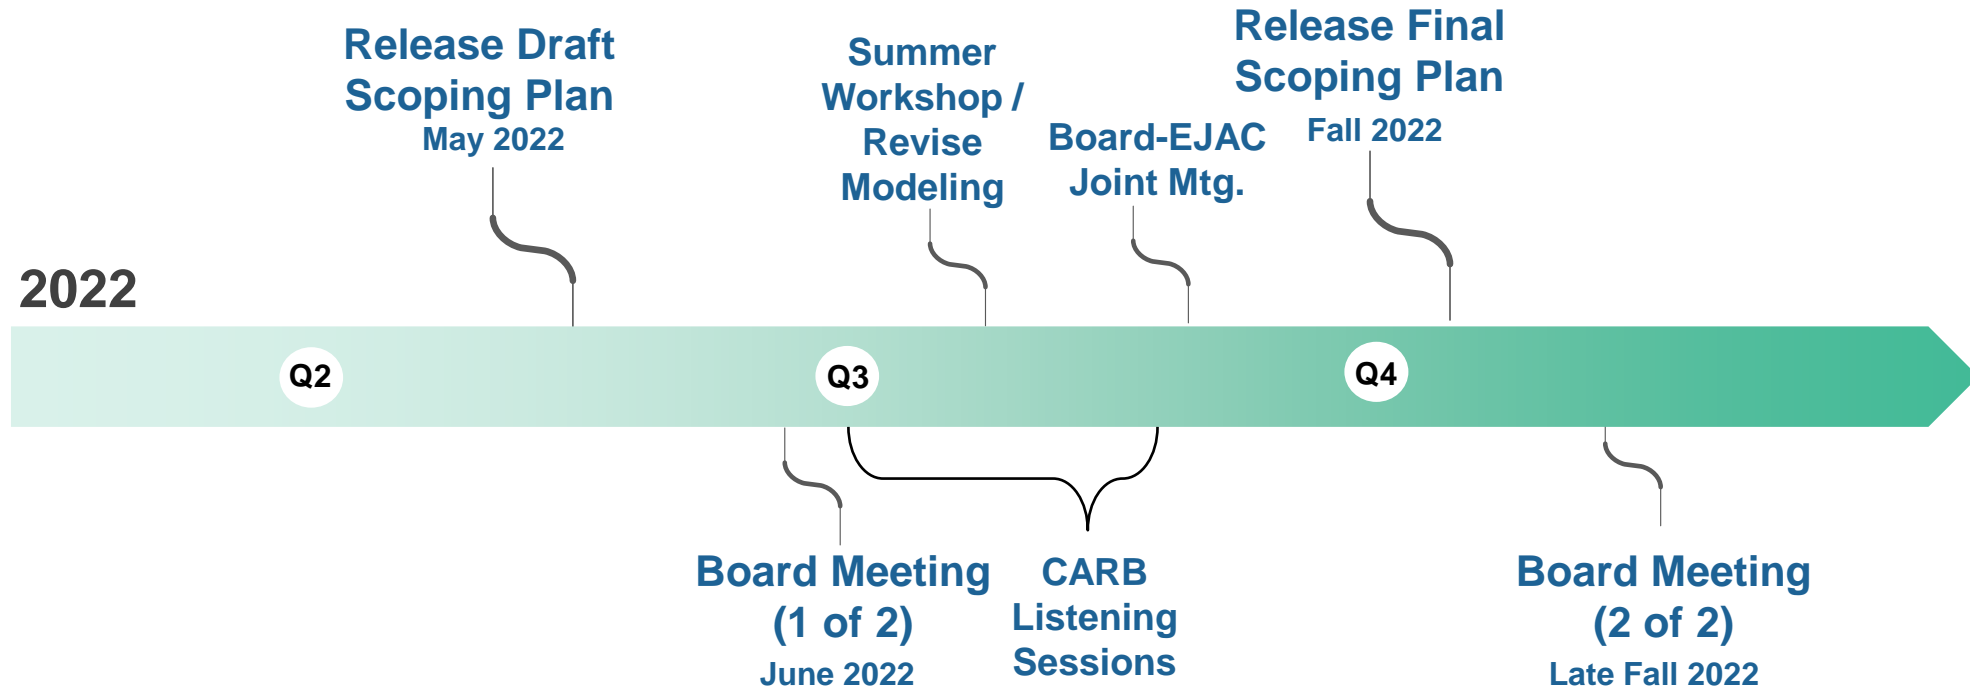 Release Draft
Scoping Plan
May 2022
Summer
Workshop /
Revise
Modeling
Board-EJAC
Joint Mtg.
Release Final
Scoping Plan
Fall 2022
2022
Q2
Q3
Q4
Board Meeting
(1 of 2)
June 2022
CARB
Listening
Sessions
Board Meeting
(2 of 2)
Late Fall 2022